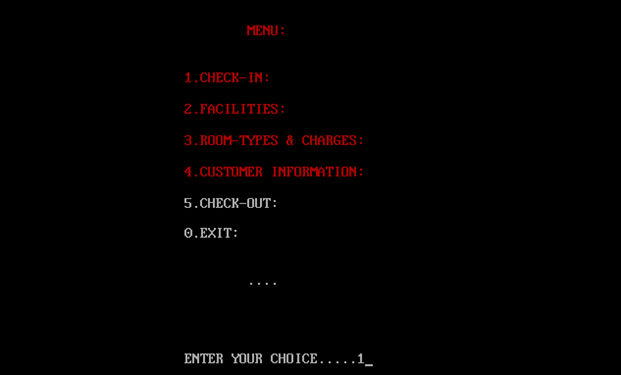 MENU:
1.CHECK-IN:
2.FACILITIES:
3.ROOM-TYPES & CHARGES:
4.CUSTOMER INFORMATION:
5.CHECK-OUT:
0.EXIT:
....
ENTER YOUR CHOICE.....1_